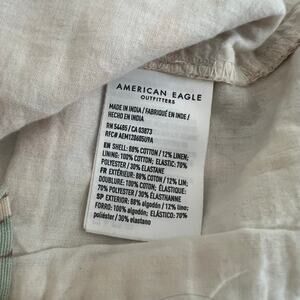 AMERICAN EAGLE
OUTFITTERS
MADE IN INDIA / FABRIQUÉ EN INDE /
HECHO EN INDIA
RN 54485 / CA 03873
RFC# AEM120605U9A
EN SHELL: 88% COTTON / 12% LINEN;
LINING: 100% COTTON; ELASTIC: 70%
POLYESTER / 30% ELASTANE
FR EXTÉRIEUR: 88% COTON / 12% LIN;
DOUBLURE: 100% COTON; ÉLASTIQUE:
70% POLYESTER / 30% ÉLASTHANNE
SP EXTERIOR: 88% algodón / 12% lino;
FORRO: 100% algodón; ELÁSTICO: 70%
poliéster / 30% elastano